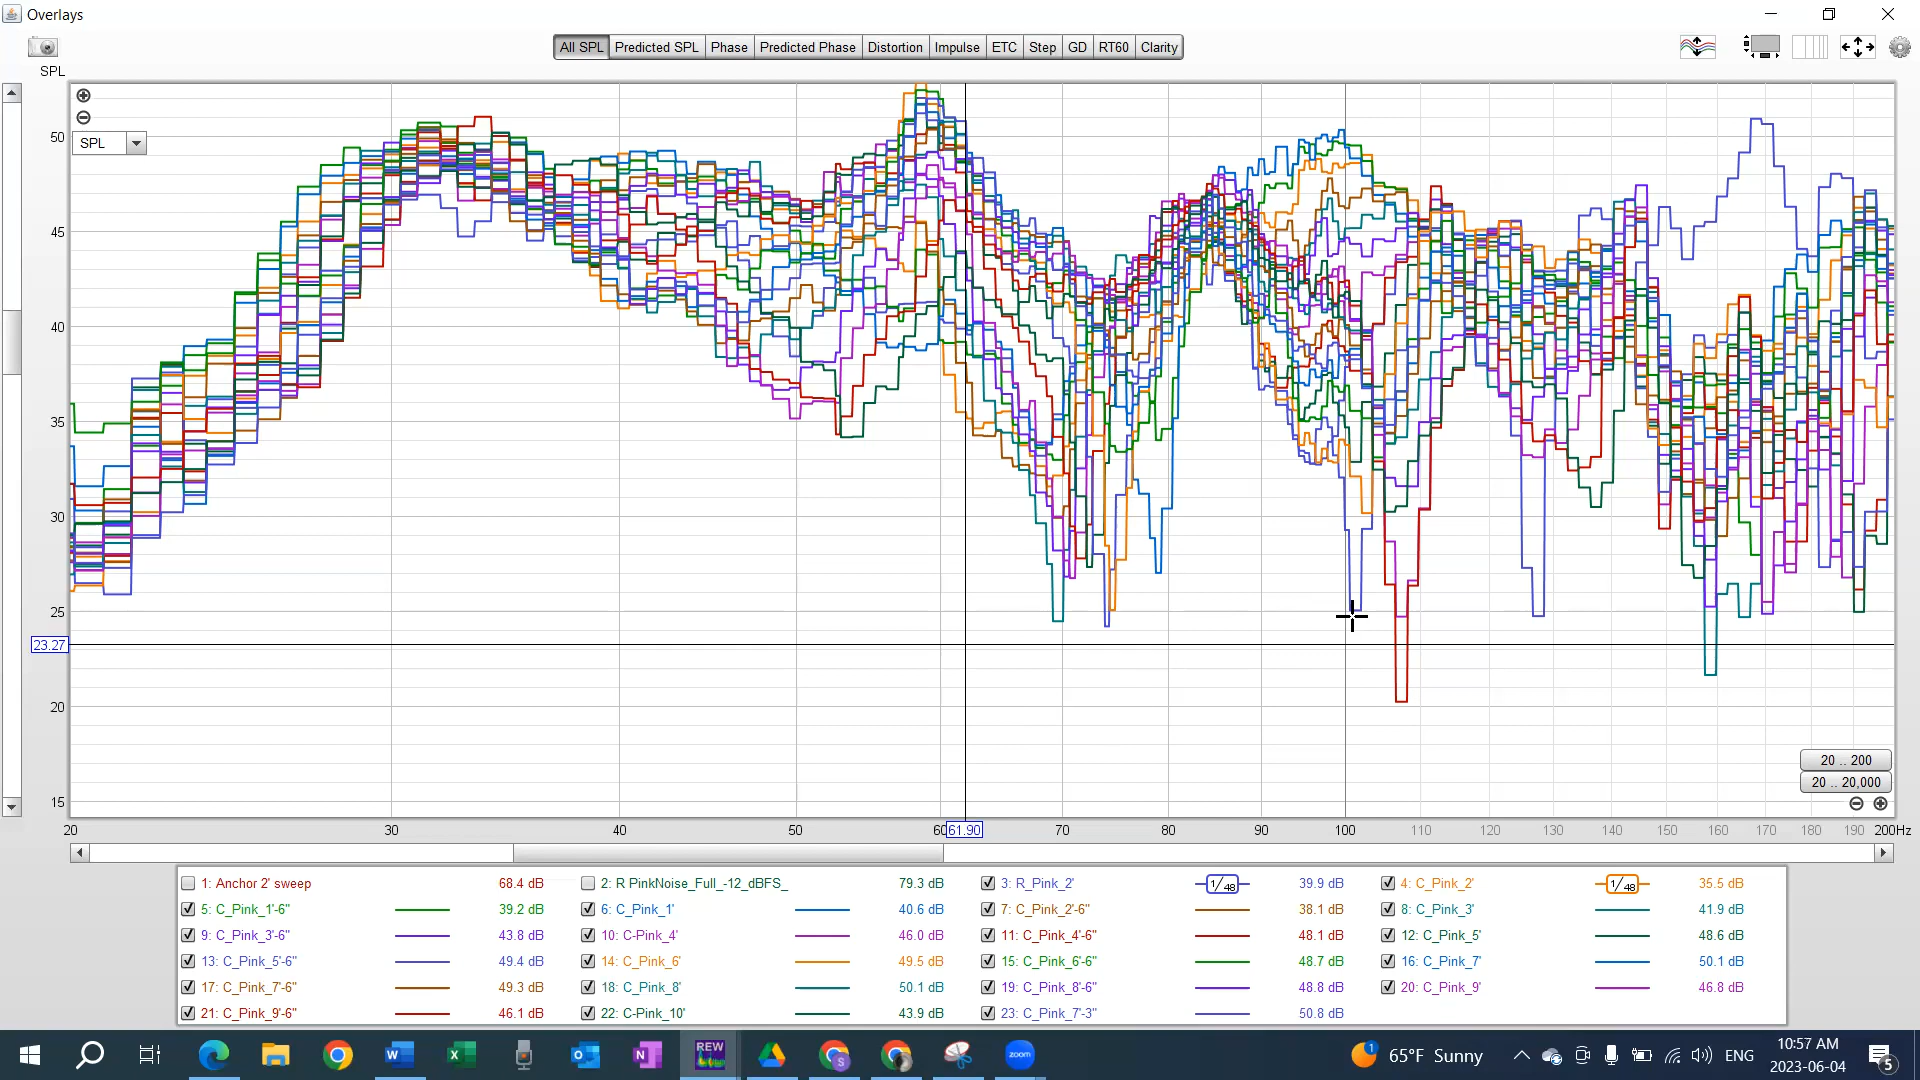 Overlays
All SPL Predicted SPL Phase Predicted Phase Distortion Impulse ETC Step GD RT60 Clarity
SPL
SPL
50
45
40
35
30
25
23.27
20
15
20 .. 200
20 .. 20,000
20 30 40 50 60 61.90 70 80 90 100 110 120 130 140 150 160 170 180 190 200Hz
1: Anchor 2' sweep 68.4 dB 2: R PinkNoise_Full_-12_dBFS_ 79.3 dB 3: R_Pink_2' 1/48 39.9 dB 4: C_Pink_2' 1/48 35.5 dB
5: C_Pink_1'-6" 39.2 dB 6: C_Pink_1' 40.6 dB 7: C_Pink_2'-6" 38.1 dB 8: C_Pink_3' 41.9 dB
9: C_Pink_3'-6" 43.8 dB 10: C-Pink_4' 46.0 dB 11: C_Pink_4'-6" 48.1 dB 12: C_Pink_5' 48.6 dB
13: C_Pink_5'-6" 49.4 dB 14: C_Pink_6' 49.5 dB 15: C_Pink_6'-6" 48.7 dB 16: C_Pink_7' 50.1 dB
17: C_Pink_7'-6" 49.3 dB 18: C_Pink_8' 50.1 dB 19: C_Pink_8'-6" 48.8 dB 20: C_Pink_9' 46.8 dB
21: C_Pink_9'-6" 46.1 dB 22: C-Pink_10' 43.9 dB 23: C_Pink_7'-3" 50.8 dB
REW
zoom
1
65°F Sunny
ENG
10:57 AM
2023-06-04
5